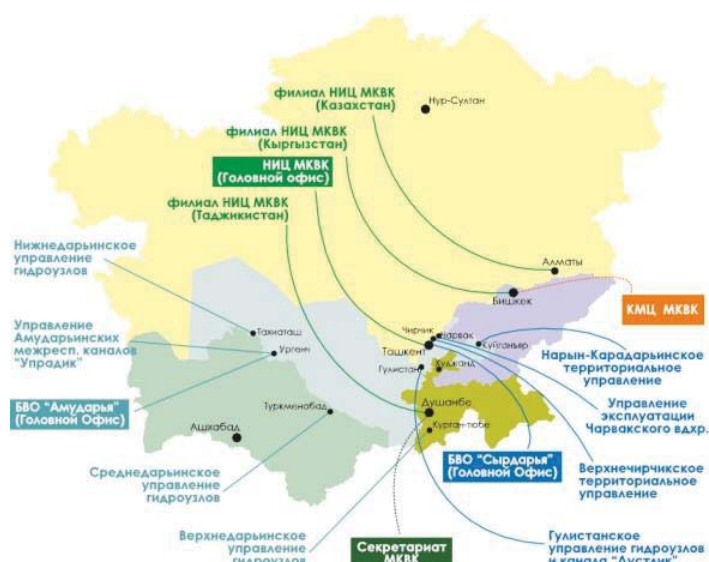 филиал НИЦ МКВК
(Казахстан)
Нур-Султан
филиал НИЦ МКВК
(Кыргызстан)
НИЦ МКВК
(Головной офис)
филиал НИЦ МКВК
(Таджикистан)
Нижнедарьинское
управление
гидроузлов
Алматы
Бишкек
КМЦ МКВК
Управление
Амударьинских
межресп. каналов
"Упрадик"
Тахиаташ
Ургенч
Чирчик
Чарвак
Ташкент
Куйганъяр
Гулистан
Худжанд
Нарын-Карадарьинское
территориальное
управление
БВО "Амударья"
(Головной Офис)
Туркменобад
Ашхабад
Душанбе
Курган-тюбе
Управление
эксплуатации
Чарвакского вдхр.
Среднедарьинское
управление
гидроузлов
БВО "Сырдарья"
(Головной Офис)
Верхнечирчикское
территориальное
управление
Верхнедарьинское
управление
гидроузлов
Секретариат
МКВК
Гулистанское
управление гидроузлов
и канала "Дустлик"